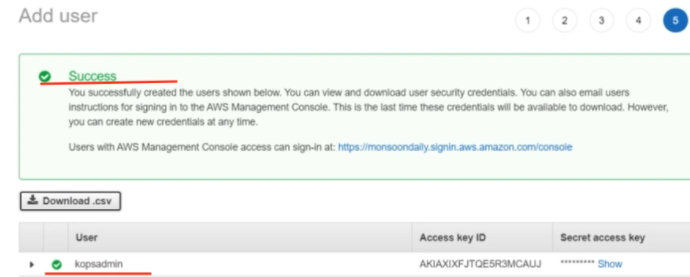 Add user
1 2 3 4 5
Success
You successfully created the users shown below. You can view and download user security credentials. You can also email users
instructions for signing in to the AWS Management Console. This is the last time these credentials will be available to download. However,
you can create new credentials at any time.
Users with AWS Management Console access can sign-in at: https://monsoondaily.signin.aws.amazon.com/console
Download .csv
User Access key ID Secret access key
kopsadmin AKIAXIXFJTQE5R3MCAUJ ********* Show